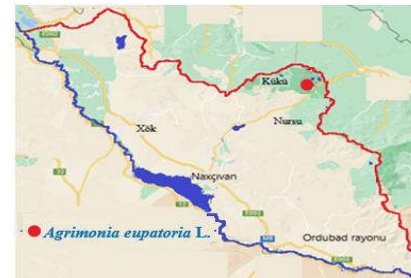 Kükü
Nursu
Xök
Naxçıvan
Agrimonia eupatoria L.
Ordubad rayonu